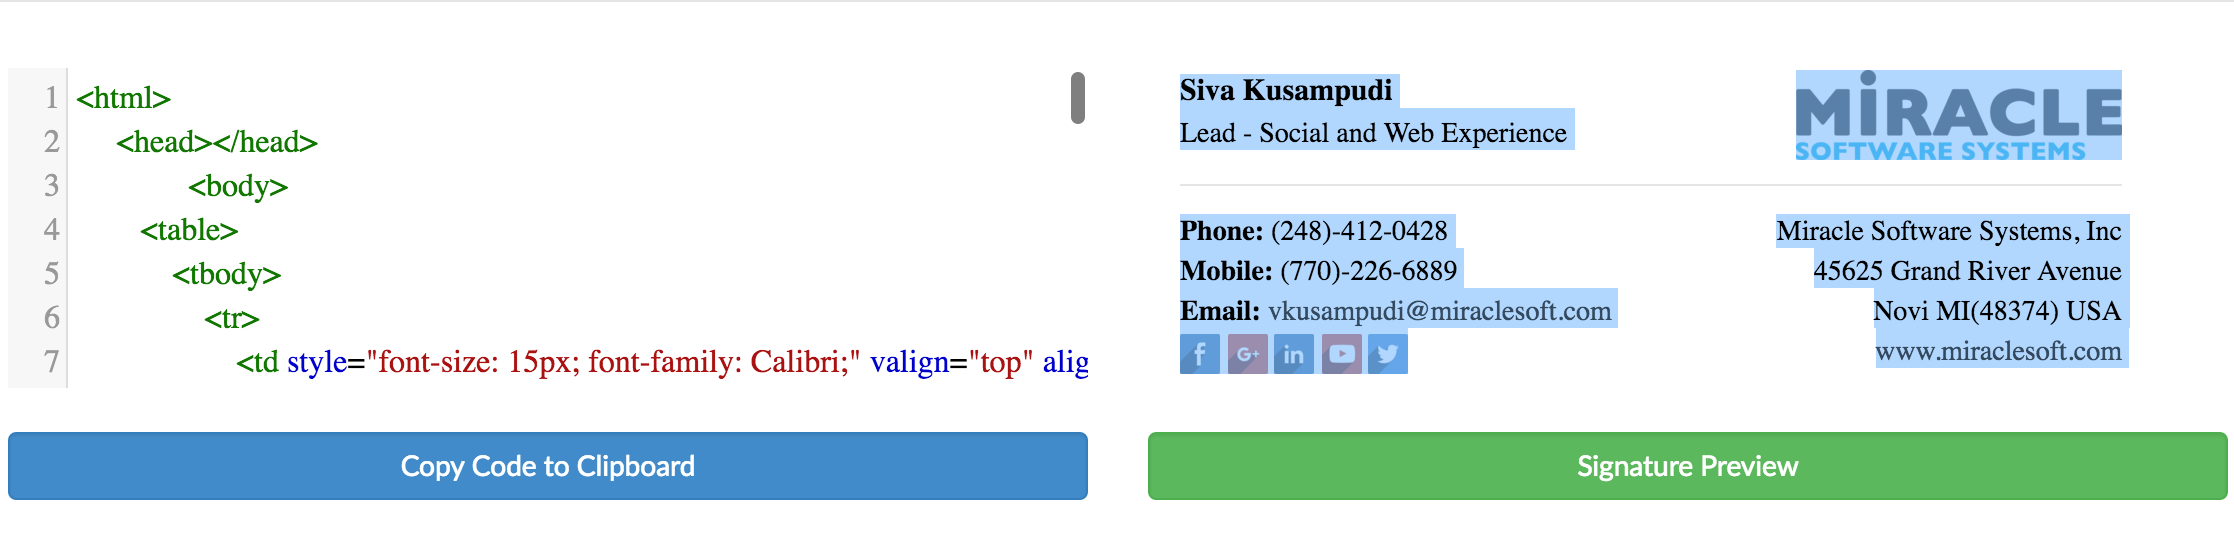 1 <html>
2 <head></head>
3 <body>
4 <table>
5 <tbody>
6 <tr>
7 <td style="font-size: 15px; font-family: Calibri;" valign="top" alig
Copy Code to Clipboard
Siva Kusampudi
Lead - Social and Web Experience
MiRACLE
SOFTWARE SYSTEMS
Phone: (248)-412-0428
Mobile: (770)-226-6889
Email: vkusampudi@miraclesoft.com
f G+ in
Miracle Software Systems, Inc
45625 Grand River Avenue
Novi MI(48374) USA
www.miraclesoft.com
Signature Preview